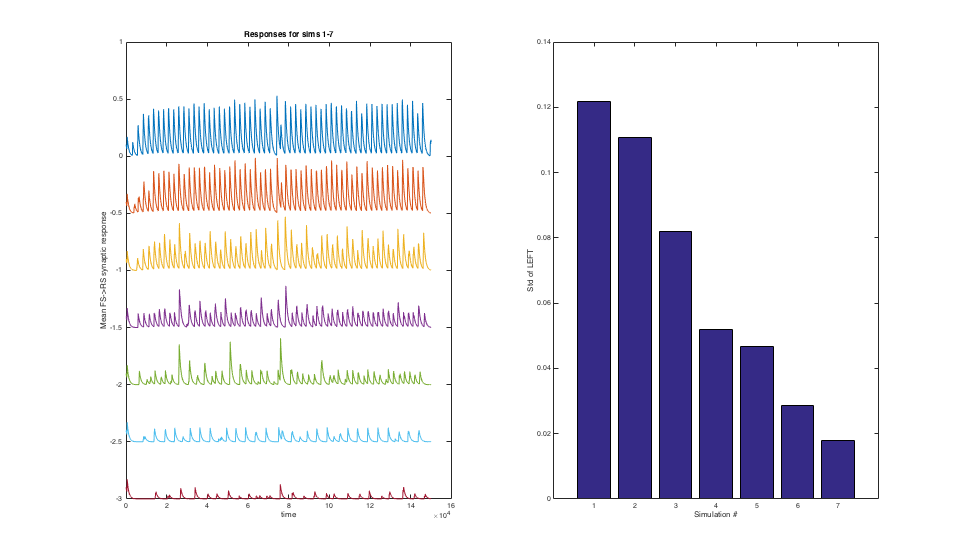 Responses for sims 1-7
Mean FS->RS synaptic response
1
0.5
0
-0.5
-1
-1.5
-2
-2.5
-3
0 2 4 6 8 10 12 14 16
×10^4
time
Std of LEFT
0.14
0.12
0.1
0.08
0.06
0.04
0.02
0
1 2 3 4 5 6 7
Simulation #